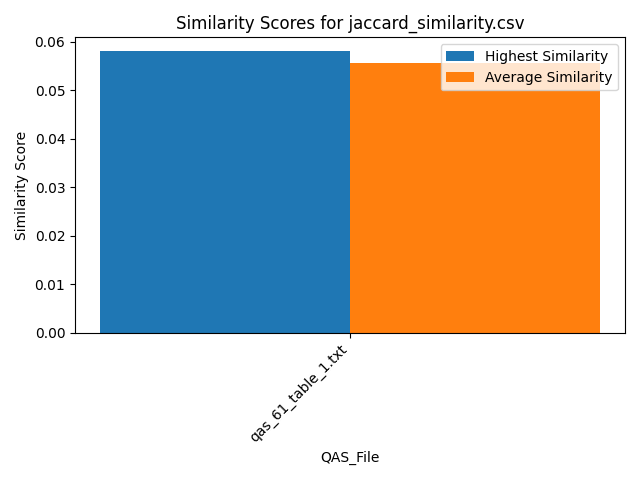 Similarity Scores for jaccard_similarity.csv
Highest Similarity
Average Similarity
Similarity Score
0.06
0.05
0.04
0.03
0.02
0.01
0.00
qas_61_table_1.txt
QAS_File